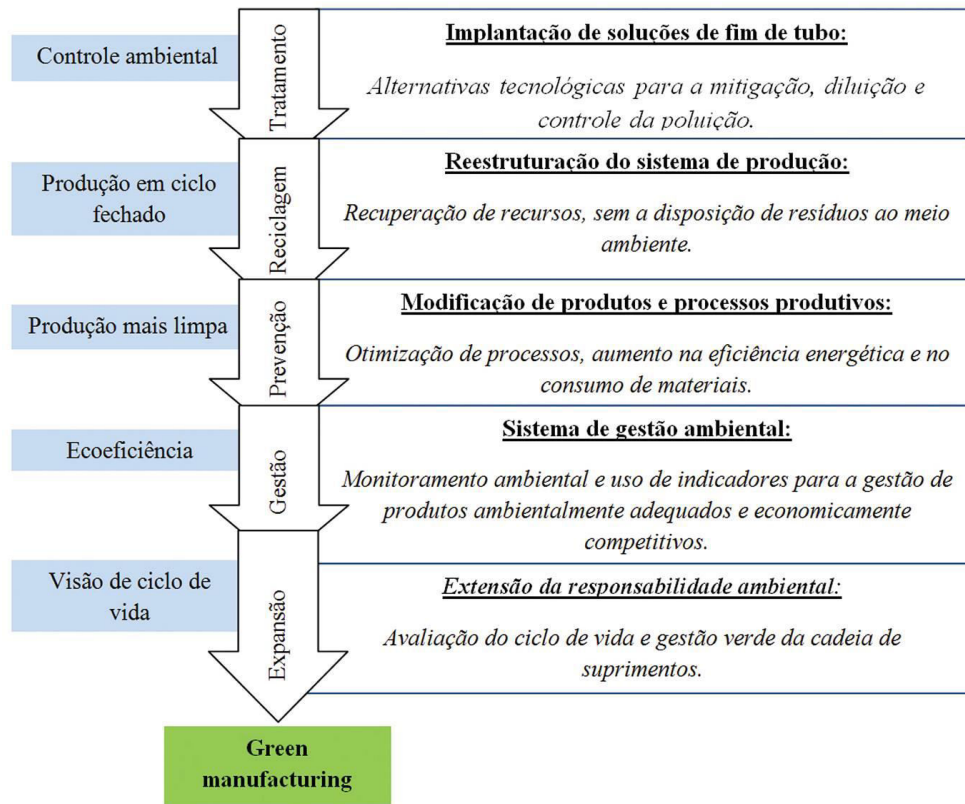 Controle ambiental
Tratamento
Implantação de soluções de fim de tubo:
Alternativas tecnológicas para a mitigação, diluição e
controle da poluição.
Produção em ciclo
fechado
Reciclagem
Reestruturação do sistema de produção:
Recuperação de recursos, sem a disposição de resíduos ao meio
ambiente.
Produção mais limpa
Prevenção
Modificação de produtos e processos produtivos:
Otimização de processos, aumento na eficiência energética e no
consumo de materiais.
Ecoeficiência
Gestão
Sistema de gestão ambiental:
Monitoramento ambiental e uso de indicadores para a gestão de
produtos ambientalmente adequados e economicamente
competitivos.
Visão de ciclo de
vida
Expansão
Extensão da responsabilidade ambiental:
Avaliação do ciclo de vida e gestão verde da cadeia de
suprimentos.
Green
manufacturing